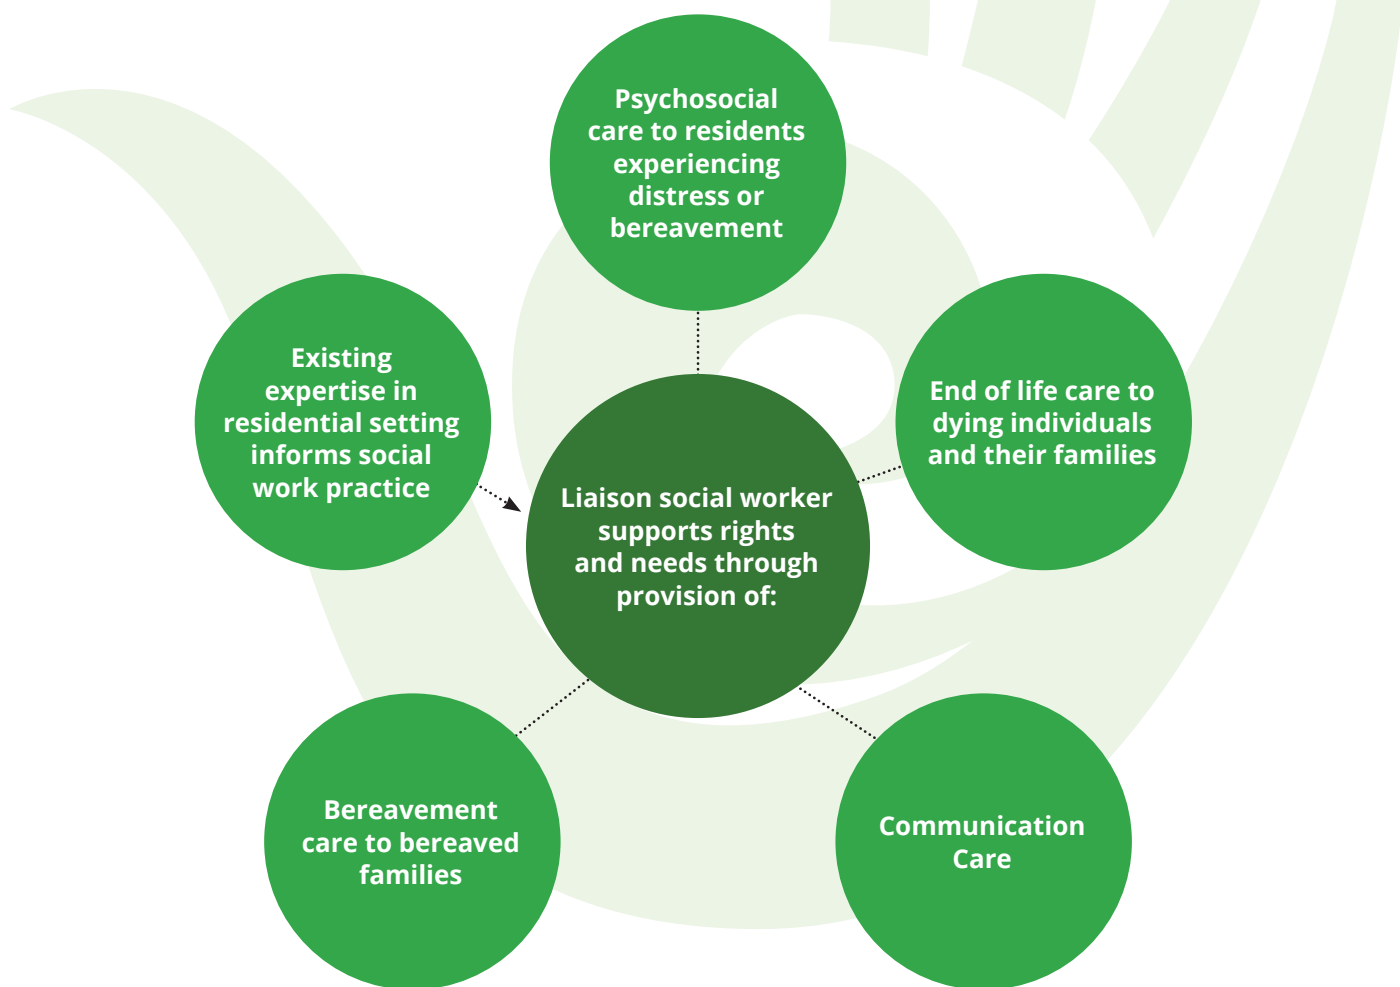 Psychosocial
care to residents
experiencing
distress or
bereavement
Existing
expertise in
residential setting
informs social
work practice
End of life care to
dying individuals
and their families
Liaison social worker
supports rights
and needs through
provision of:
Bereavement
care to bereaved
families
Communication
Care